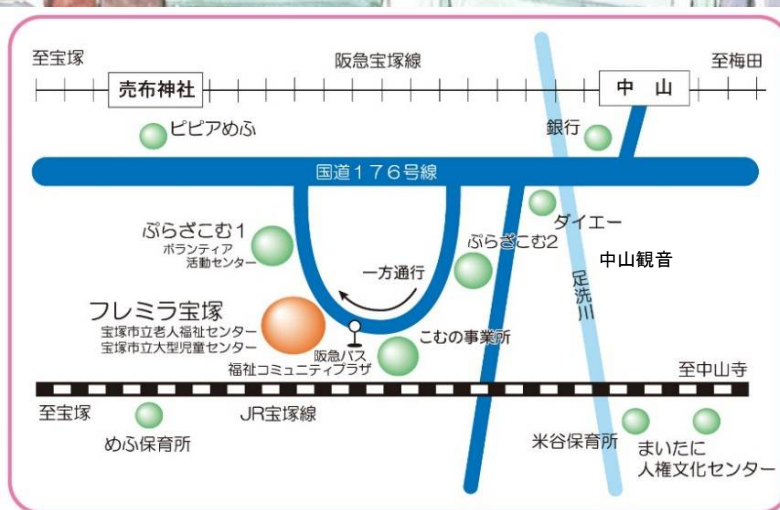 至宝塚
阪急宝塚線
至梅田
売布神社
中　山
ピピアめふ
銀行
国道１７６号線
ダイエー
ぷらざこむ１
ボランティア
活動センター
ぷらざこむ2
中山観音
一方通行
足洗川
フレミラ宝塚
宝塚市立老人福祉センター
宝塚市立大型児童センター
阪急バス
福祉コミュニティプラザ
こむの事業所
至中山寺
至宝塚
JR宝塚線
めふ保育所
米谷保育所
まいたに
人権文化センター